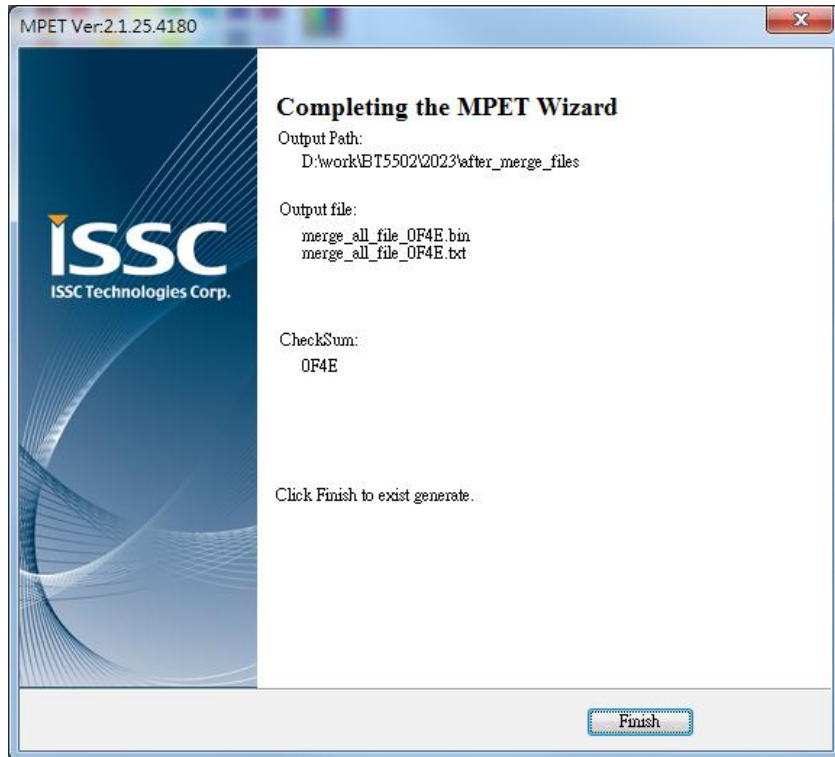 MPET Ver:2.1.25.4180
Completing the MPET Wizard
Output Path:
D:\work\BT5502\2023\after_merge_files
Output file:
merge_all_file_0F4E.bin
merge_all_file_0F4E.txt
ISSC
ISSC Technologies Corp.
CheckSum:
0F4E
Click Finish to exist generate.
Finish